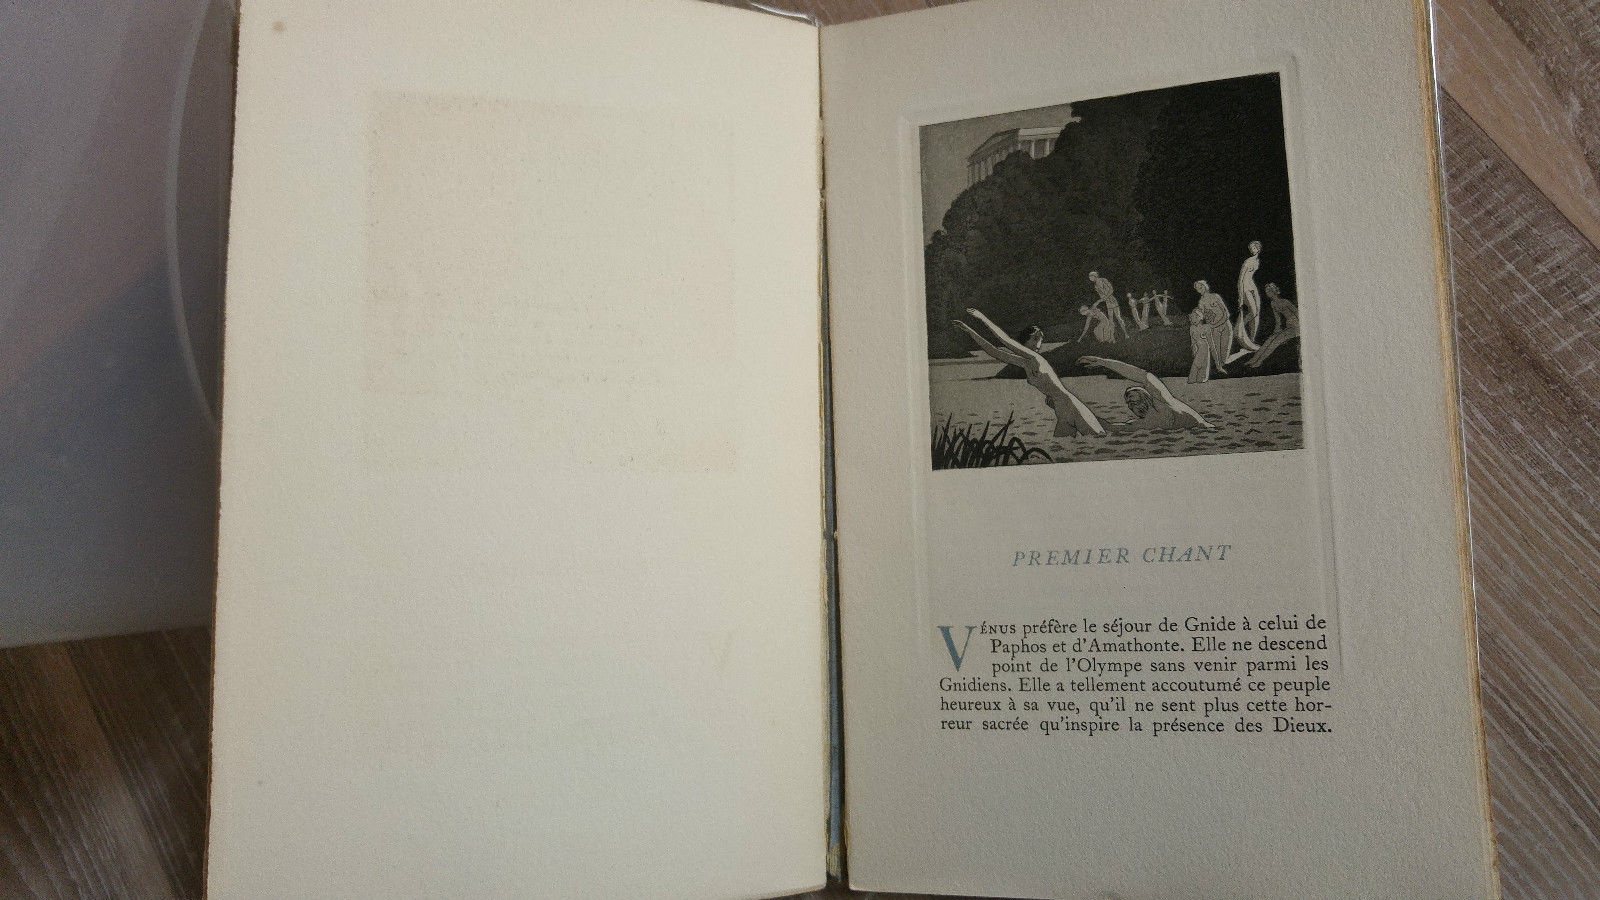 PREMIER CHANT
VÉNUS préfère le séjour de Gnide à celui de
Paphos et d'Amathonte. Elle ne descend
point de l'Olympe sans venir parmi les
Gnidiens. Elle a tellement accoutumé ce peuple
heureux à sa vue, qu'il ne sent plus cette hor-
reur sacrée qu'inspire la présence des Dieux.